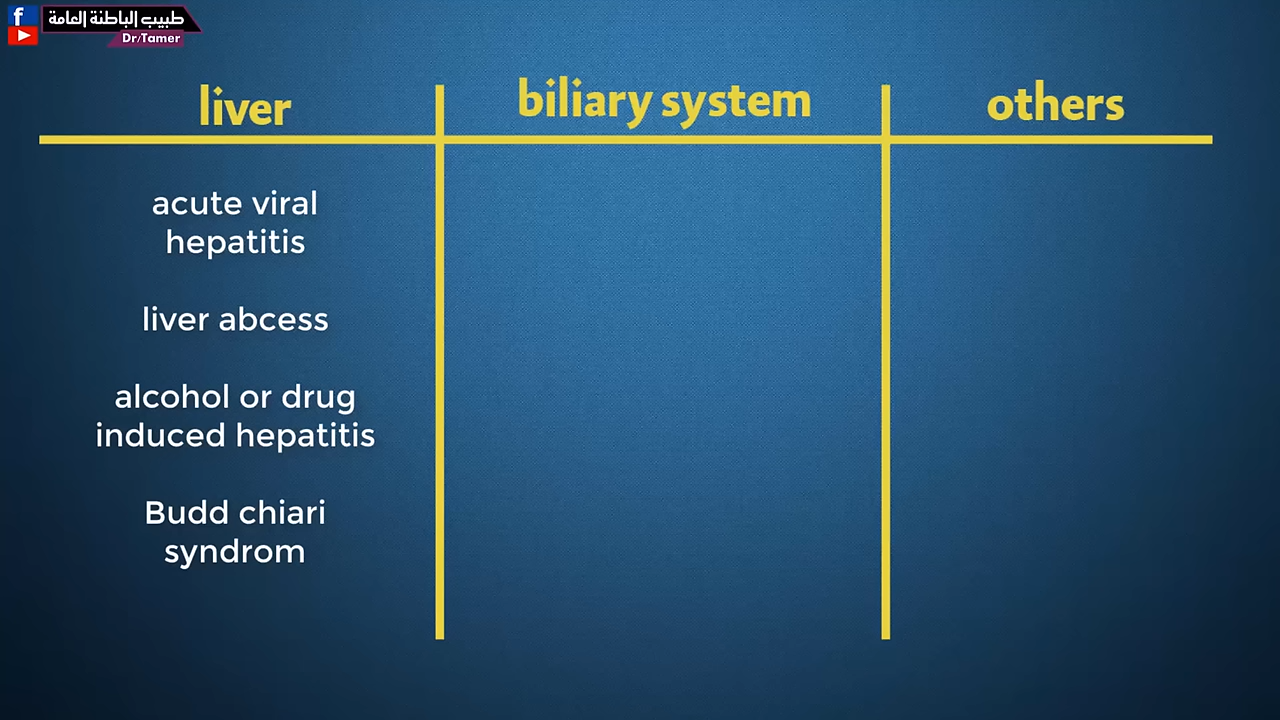 طبيب الباطنة العامة
Dr/Tamer
liver
biliary system
others
acute viral
hepatitis
liver abcess
alcohol or drug
induced hepatitis
Budd chiari
syndrom